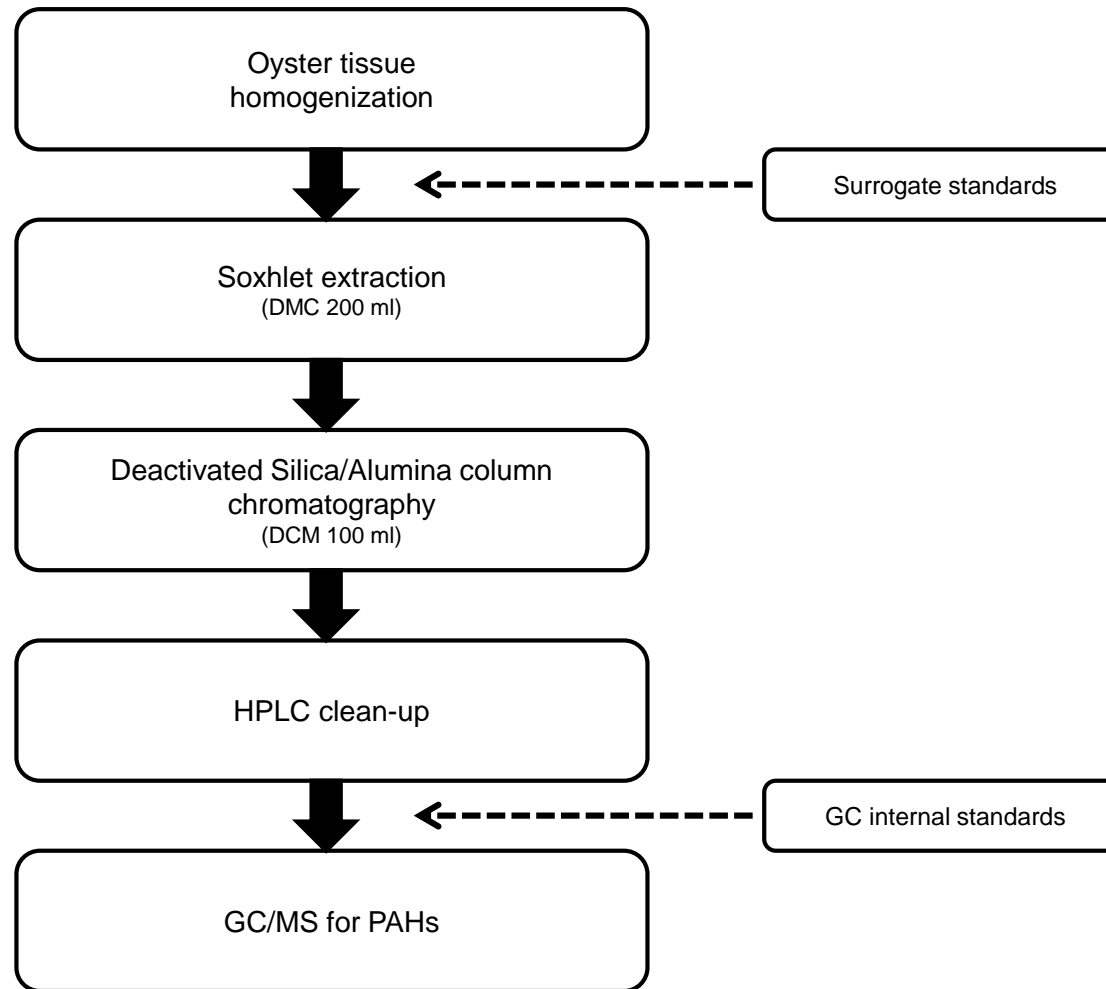 Oyster tissue
homogenization
Surrogate standards
Soxhlet extraction
(DMC 200 ml)
Deactivated Silica/Alumina column
chromatography
(DCM 100 ml)
HPLC clean-up
GC internal standards
GC/MS for PAHs